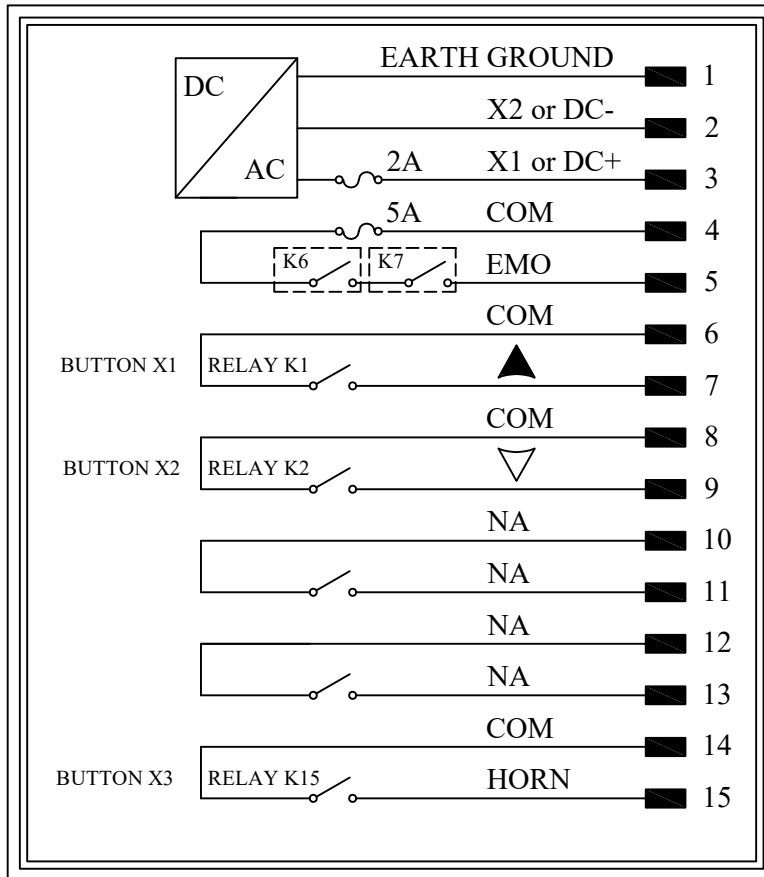 EARTH GROUND 1
DC
X2 or DC- 2
AC 2A X1 or DC+ 3
5A COM 4
K6 K7 EMO 5
COM 6
BUTTON X1 RELAY K1 7
COM 8
BUTTON X2 RELAY K2 9
NA 10
NA 11
NA 12
NA 13
COM 14
BUTTON X3 RELAY K15 HORN 15